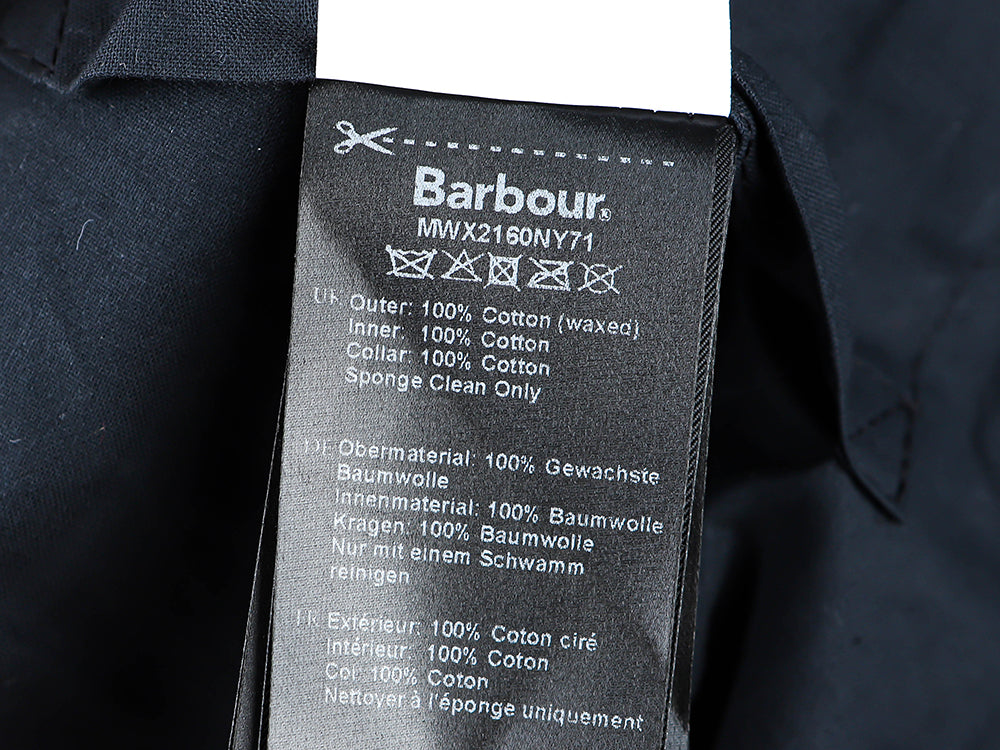 Barbour®
MWX2160NY71
UK Outer: 100% Cotton (waxed)
Inner: 100% Cotton
Collar: 100% Cotton
Sponge Clean Only
DE Obermaterial: 100% Gewachste
Baumwolle
Innenmaterial: 100% Baumwolle
Kragen: 100% Baumwolle
Nur mit einem Schwamm
reinigen
FR Extérieur: 100% Coton ciré
Intérieur: 100% Coton
Col: 100% Coton
Nettoyer à l'éponge uniquement